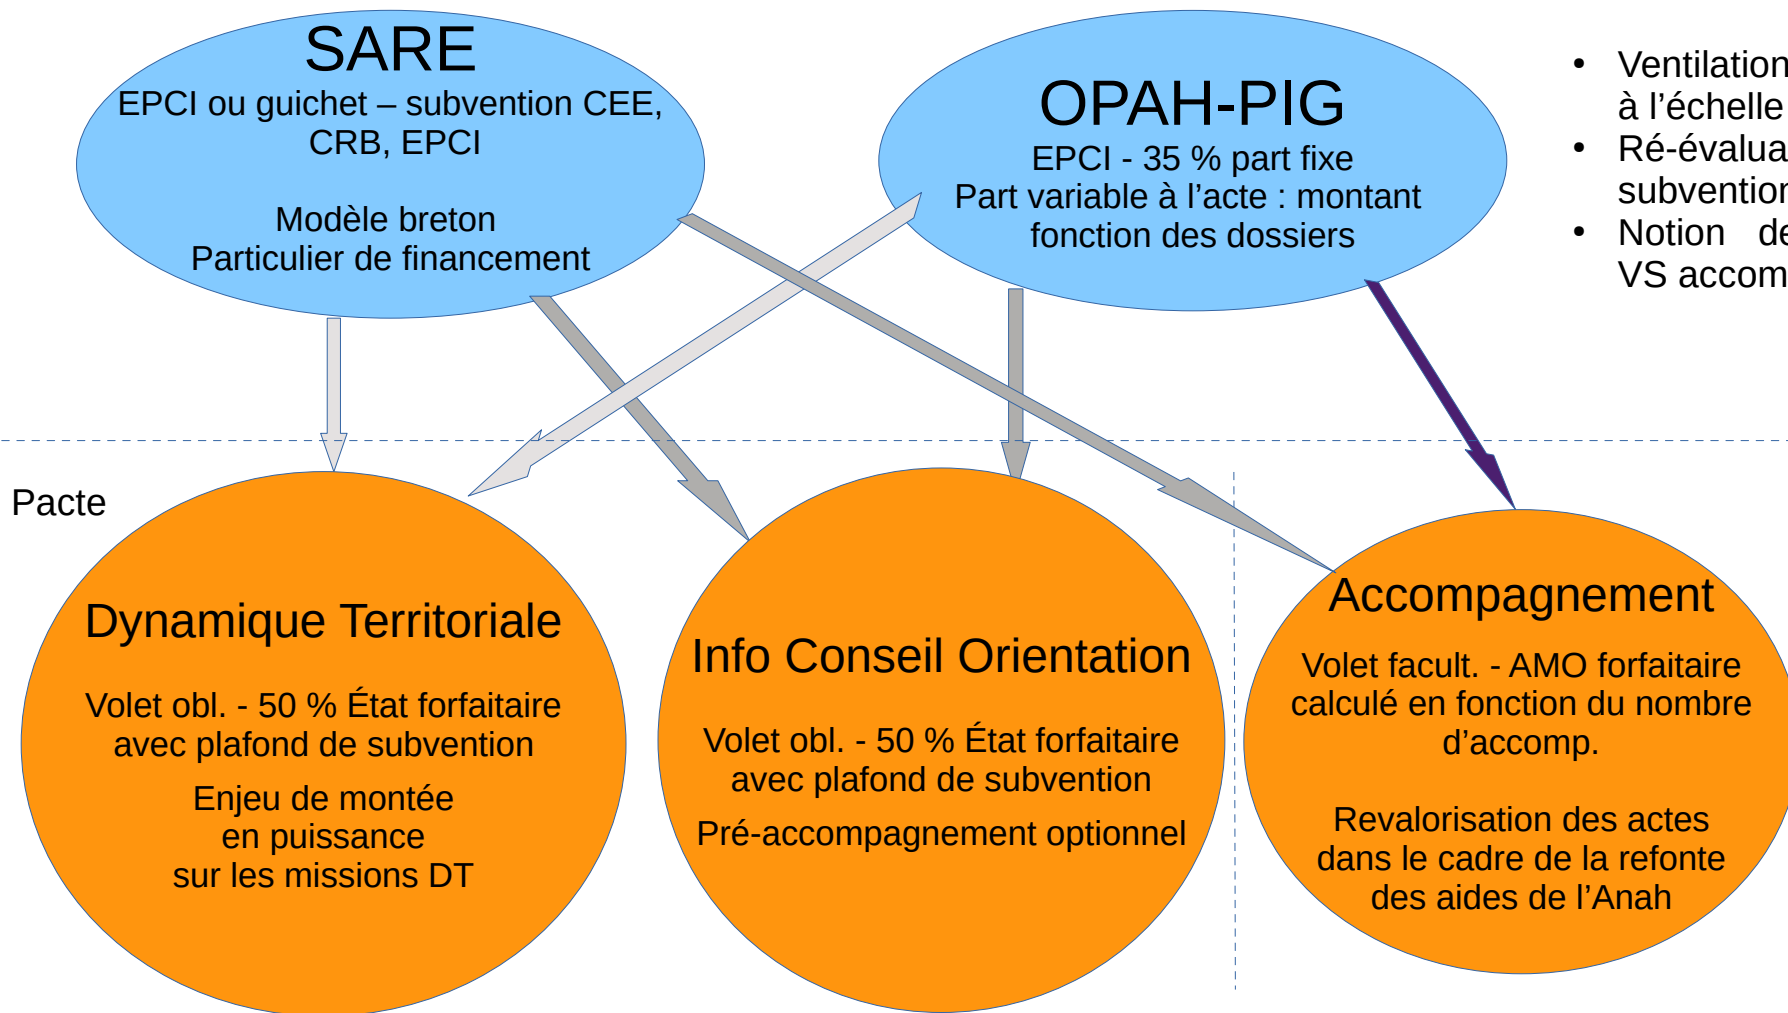 SARE
EPCI ou guichet – subvention CEE,
CRB, EPCI
Modèle breton
Particulier de financement
OPAH-PIG
EPCI - 35 % part fixe
Part variable à l’acte : montant
fonction des dossiers
• Ventilation
à l’échelle
• Ré-évalua
subvention
• Notion de
VS accom
Pacte
Dynamique Territoriale
Volet obl. - 50 % État forfaitaire
avec plafond de subvention
Enjeu de montée
en puissance
sur les missions DT
Info Conseil Orientation
Volet obl. - 50 % État forfaitaire
avec plafond de subvention
Pré-accompagnement optionnel
Accompagnement
Volet facult. - AMO forfaitaire
calculé en fonction du nombre
d’accomp.
Revalorisation des actes
dans le cadre de la refonte
des aides de l’Anah